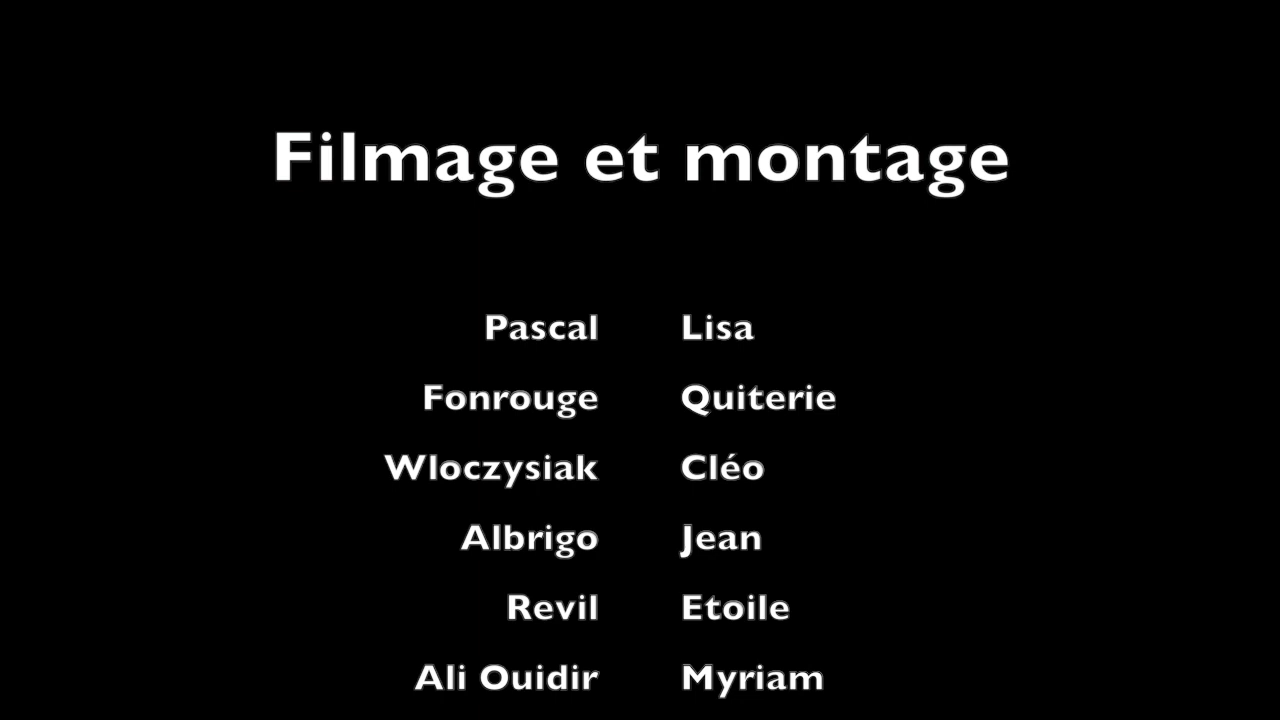 Filmage et montage
Pascal Lisa
Fonrouge Quiterie
Wloczysiak Cléo
Albrigo Jean
Revil Etoile
Ali Ouidir Myriam